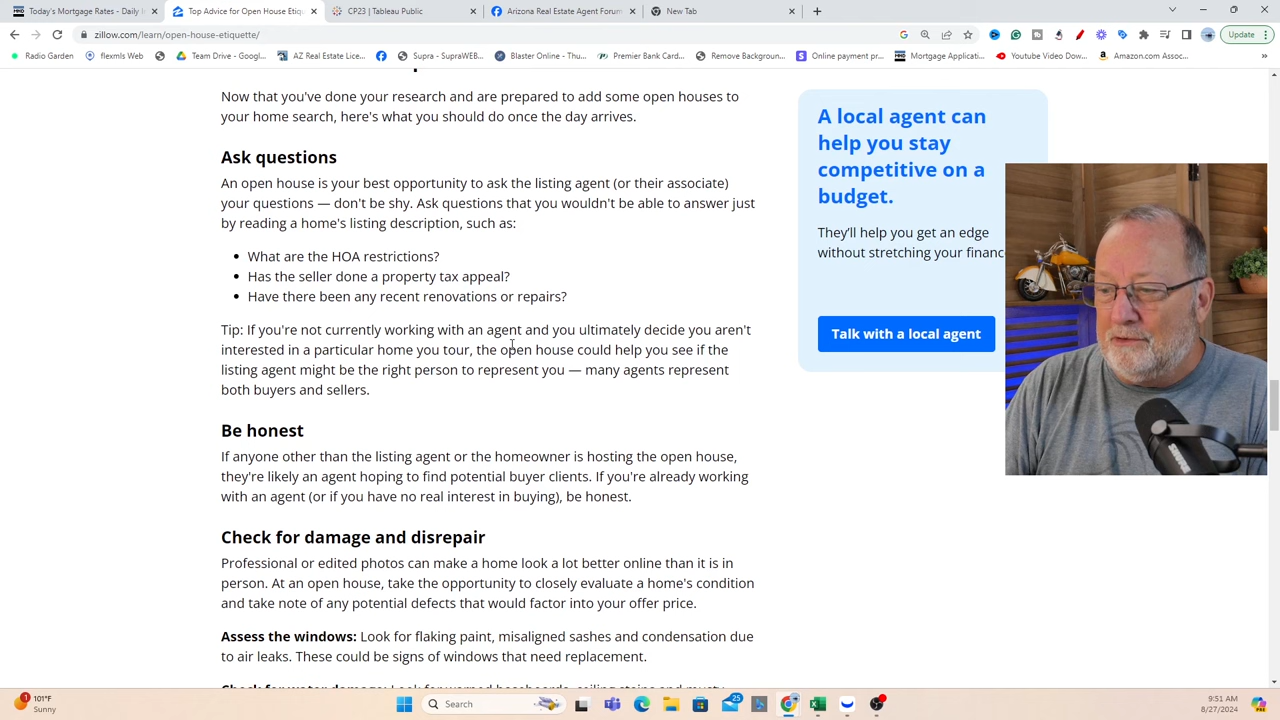 Today's Mortgage Rates - Daily In
Top Advice for Open House Etiq
CP23 | Tableau Public
Arizona Real Estate Agent Forum
New Tab
zillow.com/learn/open-house-etiquette/
Update
Radio Garden
flexmls Web
Team Drive - Googl...
AZ Real Estate Lice...
Supra - SupraWEB...
Blaster Online - Thu...
Premier Bank Card...
Remove Backgroun...
Online payment pr...
Mortgage Applicati...
Youtube Video Dow...
Amazon.com Assoc...
Now that you've done your research and are prepared to add some open houses to
your home search, here's what you should do once the day arrives.
Ask questions
An open house is your best opportunity to ask the listing agent (or their associate)
your questions — don't be shy. Ask questions that you wouldn't be able to answer just
by reading a home's listing description, such as:
• What are the HOA restrictions?
• Has the seller done a property tax appeal?
• Have there been any recent renovations or repairs?
Tip: If you're not currently working with an agent and you ultimately decide you aren't
interested in a particular home you tour, the open house could help you see if the
listing agent might be the right person to represent you — many agents represent
both buyers and sellers.
Be honest
If anyone other than the listing agent or the homeowner is hosting the open house,
they're likely an agent hoping to find potential buyer clients. If you're already working
with an agent (or if you have no real interest in buying), be honest.
Check for damage and disrepair
Professional or edited photos can make a home look a lot better online than it is in
person. At an open house, take the opportunity to closely evaluate a home's condition
and take note of any potential defects that would factor into your offer price.
Assess the windows: Look for flaking paint, misaligned sashes and condensation due
to air leaks. These could be signs of windows that need replacement.
A local agent can
help you stay
competitive on a
budget.
They'll help you get an edge
without stretching your financ
Talk with a local agent
1
101°F
Sunny
Search
25
9:51 AM
8/27/2024